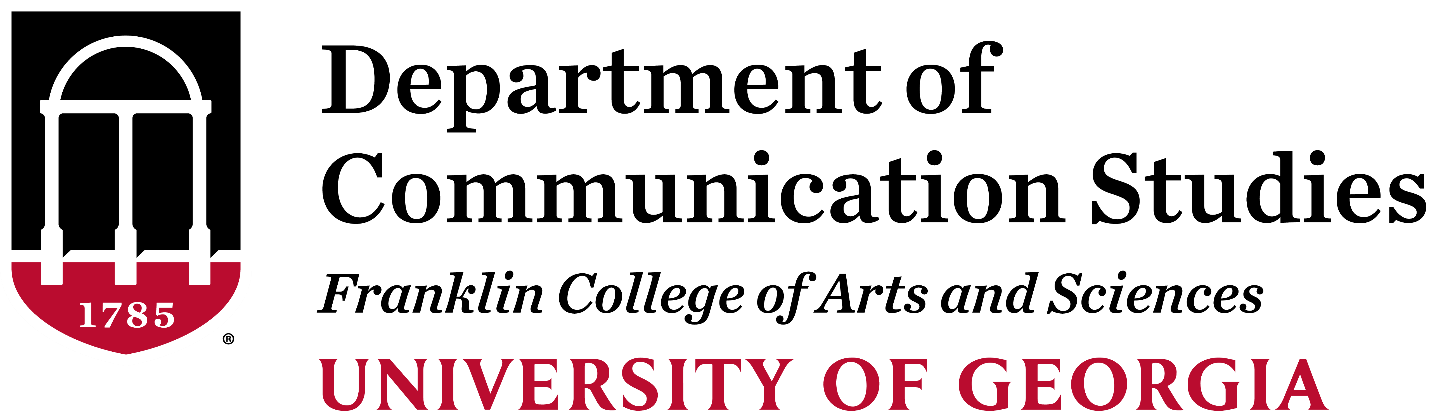 1785
®
Department of
Communication Studies
Franklin College of Arts and Sciences
UNIVERSITY OF GEORGIA